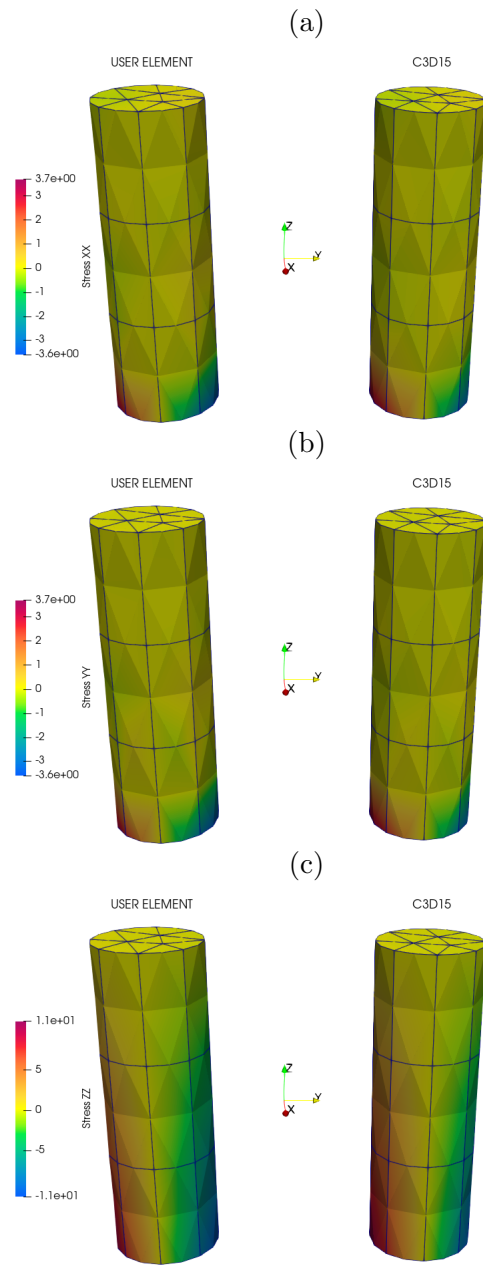 (a)
USER ELEMENT
C3D15
3.7e+00
3
2
1
0
-1
-2
-3
-3.6e+00
Stress XX
Z
Y
X
(b)
USER ELEMENT
C3D15
3.7e+00
3
2
1
0
-1
-2
-3
-3.6e+00
Stress YY
Z
Y
X
(c)
USER ELEMENT
C3D15
1.1e+01
5
0
-5
-1.1e+01
Stress ZZ
Z
Y
X